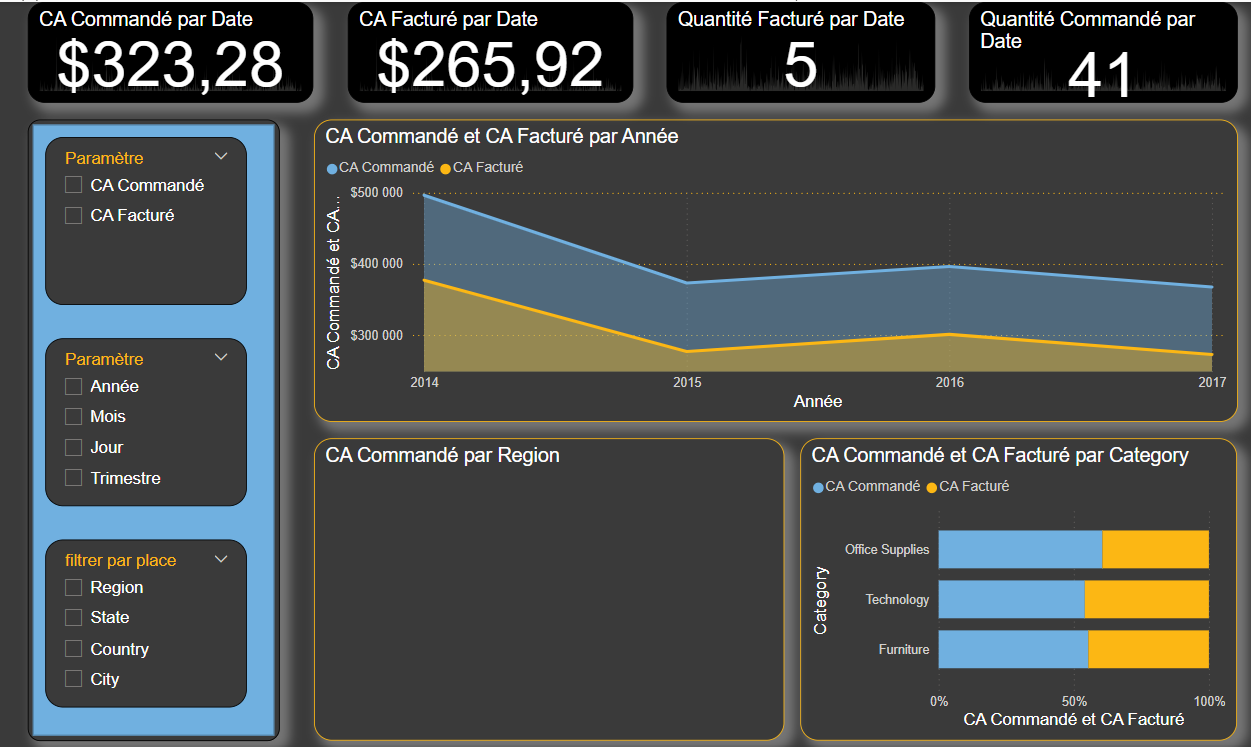 CA Commandé par Date
$323,28
CA Facturé par Date
$265,92
Quantité Facturé par Date
5
Quantité Commandé par
Date
41
Paramètre
CA Commandé
CA Facturé
Paramètre
Année
Mois
Jour
Trimestre
filtrer par place
Region
State
Country
City
CA Commandé et CA Facturé par Année
CA Commandé
CA Facturé
CA Commandé et CA...
$500 000
$400 000
$300 000
2014
2015
2016
2017
Année
CA Commandé par Region
CA Commandé et CA Facturé par Category
CA Commandé
CA Facturé
Category
Office Supplies
Technology
Furniture
0%
50%
100%
CA Commandé et CA Facturé